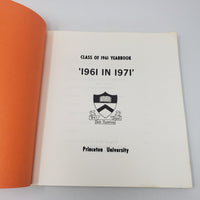 CLASS OF 1961 YEARBOOK
'1961 IN 1971'
Princeton University